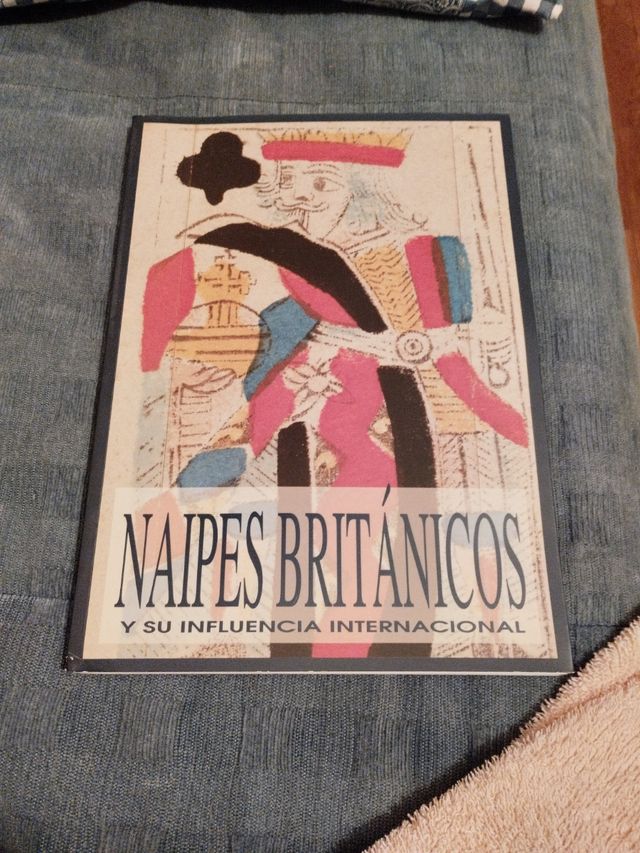 NAIPES BRITÁNICOS
Y SU INFLUENCIA INTERNACIONAL